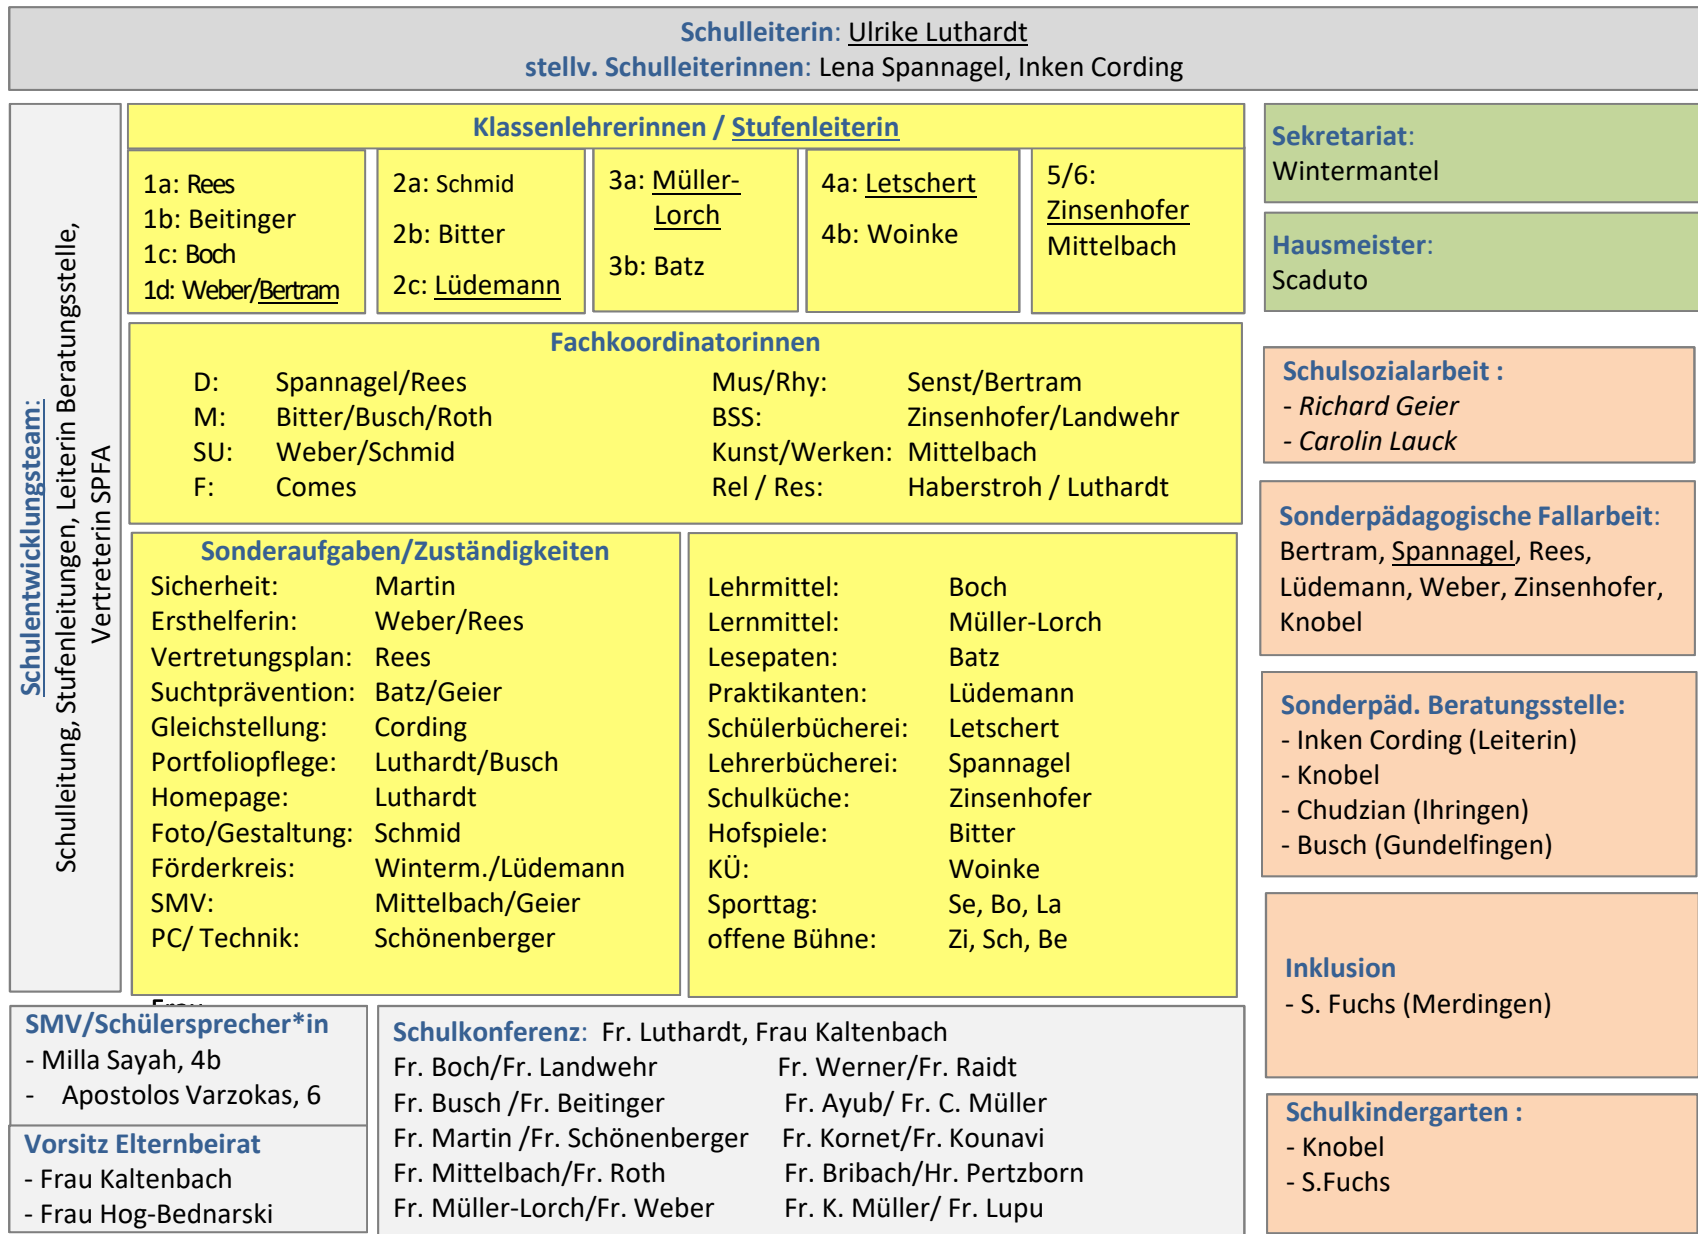 Schulleiterin: Ulrike Luthardt
stellv. Schulleiterinnen: Lena Spannagel, Inken Cording
Schulentwicklungsteam:
Schulleitung, Stufenleitungen, Leiterin Beratungsstelle,
Vertreterin SPFA
Klassenlehrerinnen / Stufenleiterin
1a: Rees
1b: Beitinger
1c: Boch
1d: Weber/Bertram
2a: Schmid
2b: Bitter
2c: Lüdemann
3a: Müller-
Lorch
3b: Batz
4a: Letschert
4b: Woinke
5/6:
Zinsenhofer
Mittelbach
Fachkoordinatorinnen
D: Spannagel/Rees
M: Bitter/Busch/Roth
SU: Weber/Schmid
F: Comes
Mus/Rhy: Senst/Bertram
BSS: Zinsenhofer/Landwehr
Kunst/Werken: Mittelbach
Rel / Res: Haberstroh / Luthardt
Sonderaufgaben/Zuständigkeiten
Sicherheit: Martin
Ersthelferin: Weber/Rees
Vertretungsplan: Rees
Suchtprävention: Batz/Geier
Gleichstellung: Cording
Portfoliopflege: Luthardt/Busch
Homepage: Luthardt
Foto/Gestaltung: Schmid
Förderkreis: Winterm./Lüdemann
SMV: Mittelbach/Geier
PC/ Technik: Schönenberger
Lehrmittel: Boch
Lernmittel: Müller-Lorch
Lesepaten: Batz
Praktikanten: Lüdemann
Schülerbücherei: Letschert
Lehrerbücherei: Spannagel
Schulküche: Zinsenhofer
Hofspiele: Bitter
KÜ: Woinke
Sporttag: Se, Bo, La
offene Bühne: Zi, Sch, Be
SMV/Schülersprecher*in
- Milla Sayah, 4b
- Apostolos Varzokas, 6
Vorsitz Elternbeirat
- Frau Kaltenbach
- Frau Hog-Bednarski
Schulkonferenz: Fr. Luthardt, Frau Kaltenbach
Fr. Boch/Fr. Landwehr Fr. Werner/Fr. Raidt
Fr. Busch /Fr. Beitinger Fr. Ayub/ Fr. C. Müller
Fr. Martin /Fr. Schönenberger Fr. Kornet/Fr. Kounavi
Fr. Mittelbach/Fr. Roth Fr. Bribach/Hr. Pertzborn
Fr. Müller-Lorch/Fr. Weber Fr. K. Müller/ Fr. Lupu
Sekretariat:
Wintermantel
Hausmeister:
Scaduto
Schulsozialarbeit :
- Richard Geier
- Carolin Lauck
Sonderpädagogische Fallarbeit:
Bertram, Spannagel, Rees,
Lüdemann, Weber, Zinsenhofer,
Knobel
Sonderpäd. Beratungsstelle:
- Inken Cording (Leiterin)
- Knobel
- Chudzian (Ihringen)
- Busch (Gundelfingen)
Inklusion
- S. Fuchs (Merdingen)
Schulkindergarten :
- Knobel
- S.Fuchs